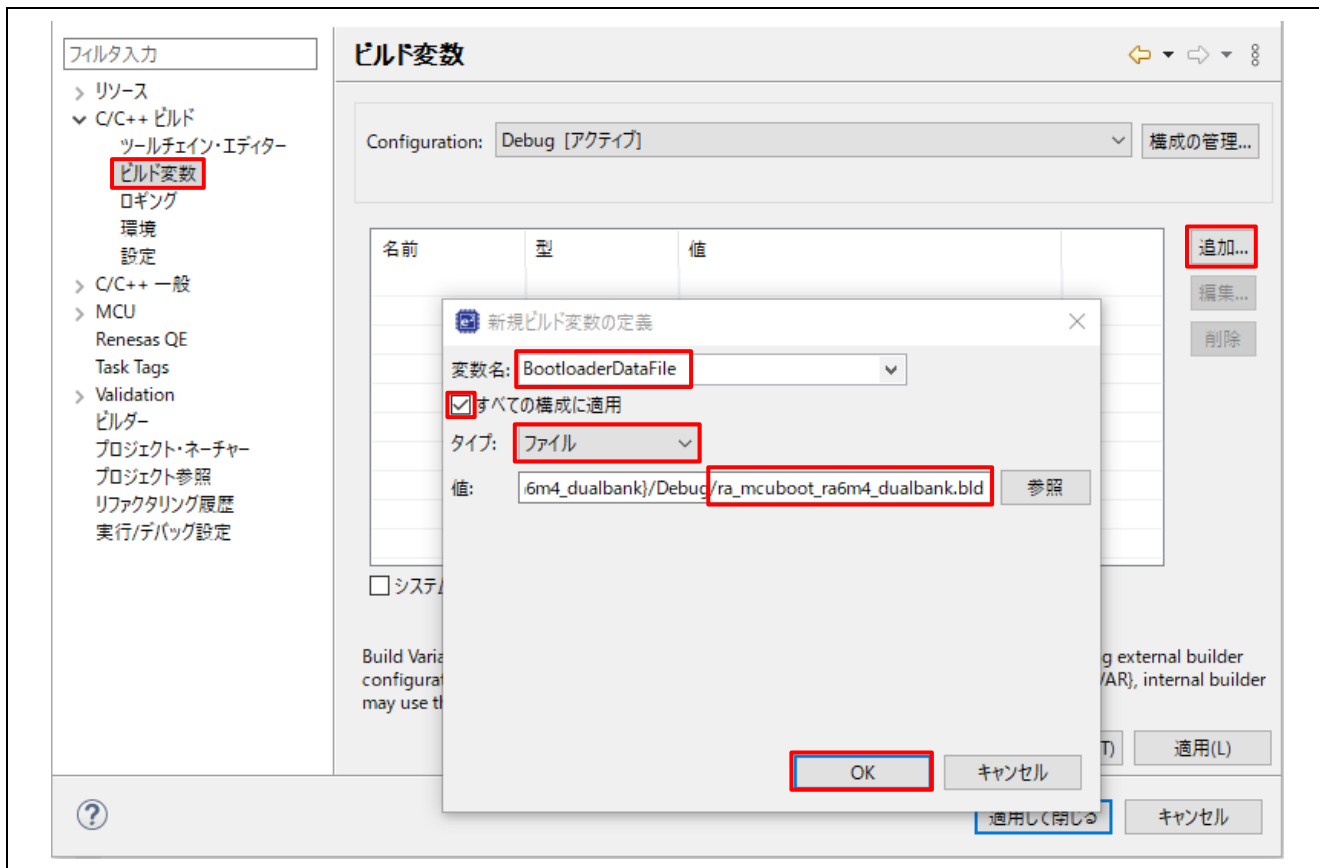 フィルタ入力
リソース
C/C++ ビルド
ツールチェイン・エディター
ビルド変数
ロギング
環境
設定
C/C++ 一般
MCU
Renesas QE
Task Tags
Validation
ビルダー
プロジェクト・ネーチャー
プロジェクト参照
リファクタリング履歴
実行/デバッグ設定
ビルド変数
Configuration: Debug [アクティブ] 構成の管理...
名前 型 値
追加...
編集...
削除
新規ビルド変数の定義
変数名: BootloaderDataFile
すべての構成に適用
タイプ: ファイル
値: 6m4_dualbank}/Debug/ra_mcuboot_ra6m4_dualbank.bld 参照
OK キャンセル
システム
Build Varia
g external builder
configurat
VAR}, internal builder
may use th
T) 適用(L)
適用して閉じる キャンセル